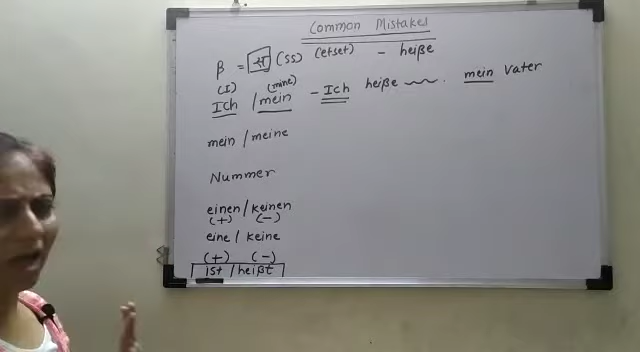 Common Mistakes
β = स (ss) (etset) - heiße
(I) (mine)
Ich / mein - Ich heiße mein Vater
mein / meine
Nummer
einen / keinen
(+) (-)
eine / keine
(+) (-)
ist / heißt